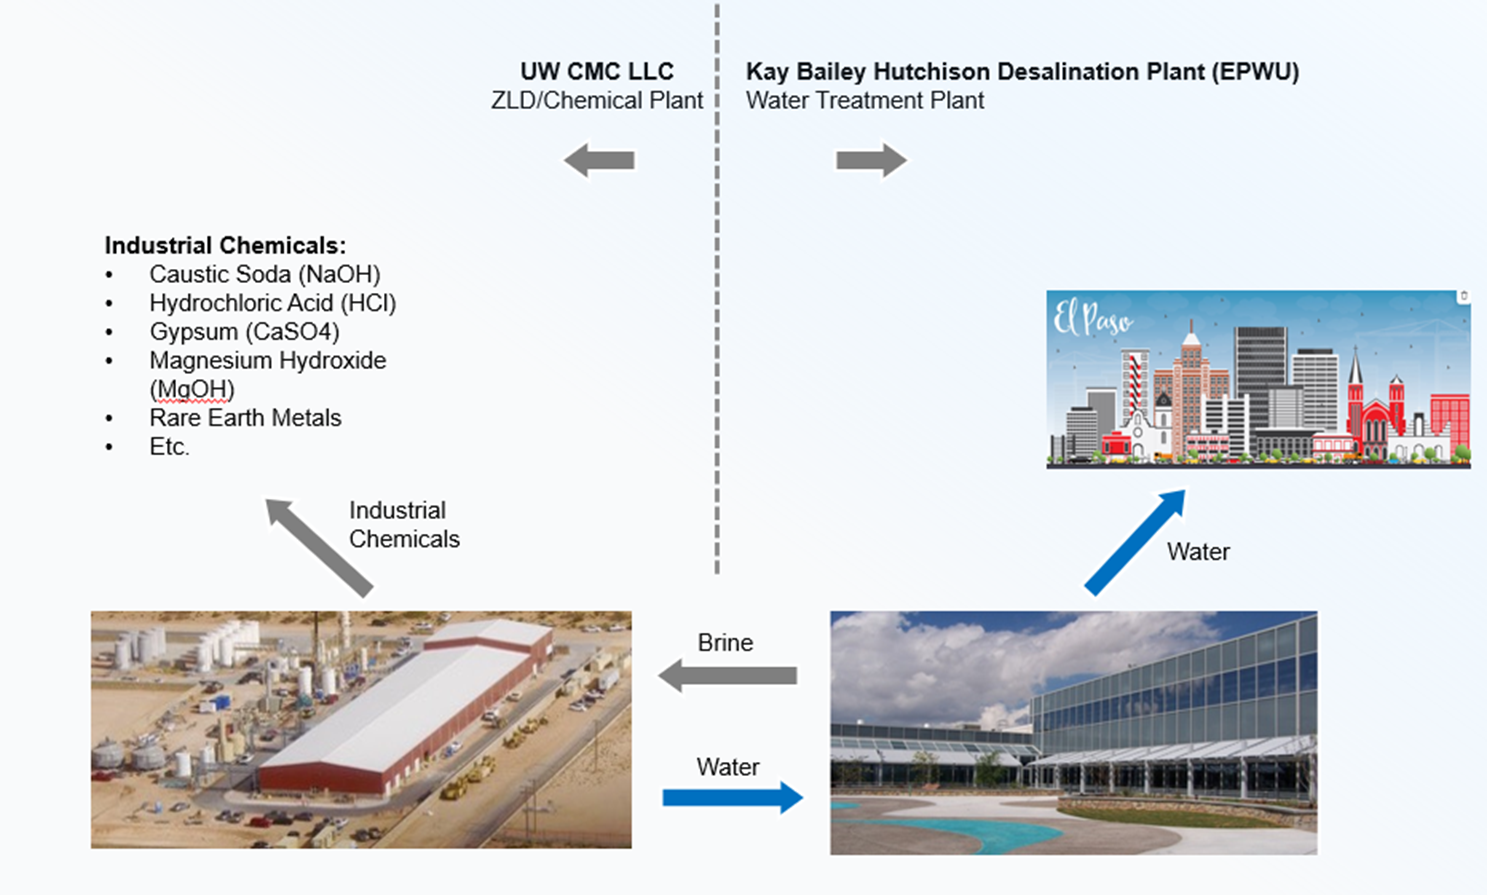 UW CMC LLC
ZLD/Chemical Plant
Kay Bailey Hutchison Desalination Plant (EPWU)
Water Treatment Plant
Industrial Chemicals:
• Caustic Soda (NaOH)
• Hydrochloric Acid (HCl)
• Gypsum (CaSO4)
• Magnesium Hydroxide
(MgOH)
• Rare Earth Metals
• Etc.
El Paso
Industrial
Chemicals
Water
Brine
Water